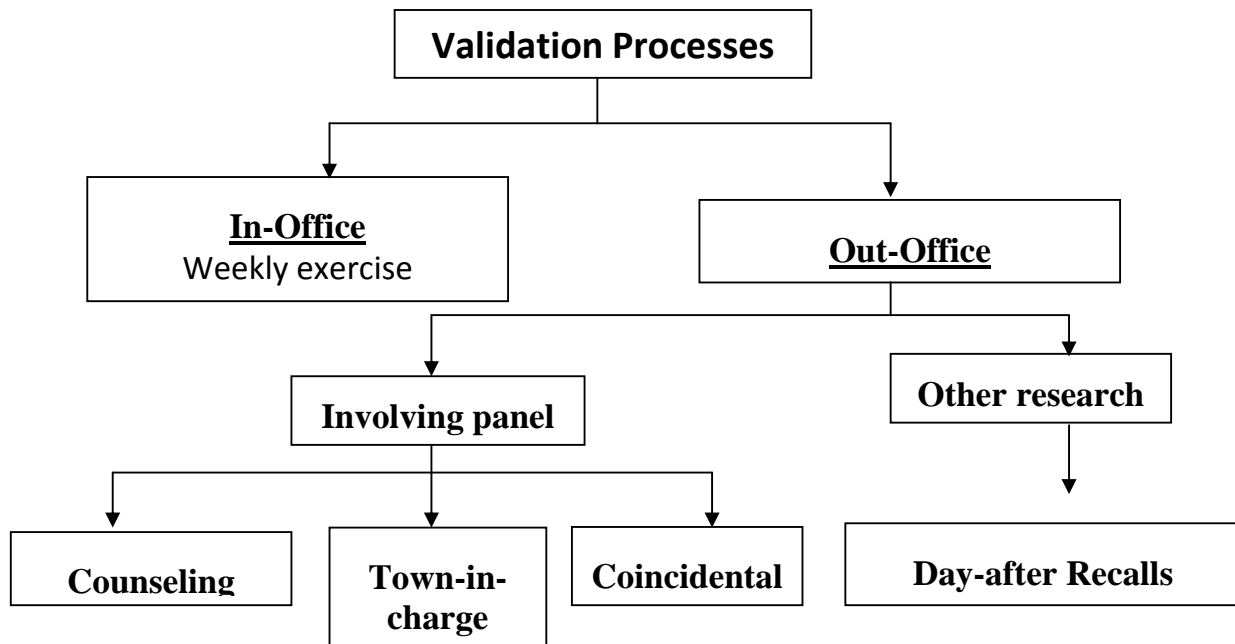 Validation Processes
In-Office
Weekly exercise
Out-Office
Involving panel
Other research
Counseling
Town-in-
charge
Coincidental
Day-after Recalls